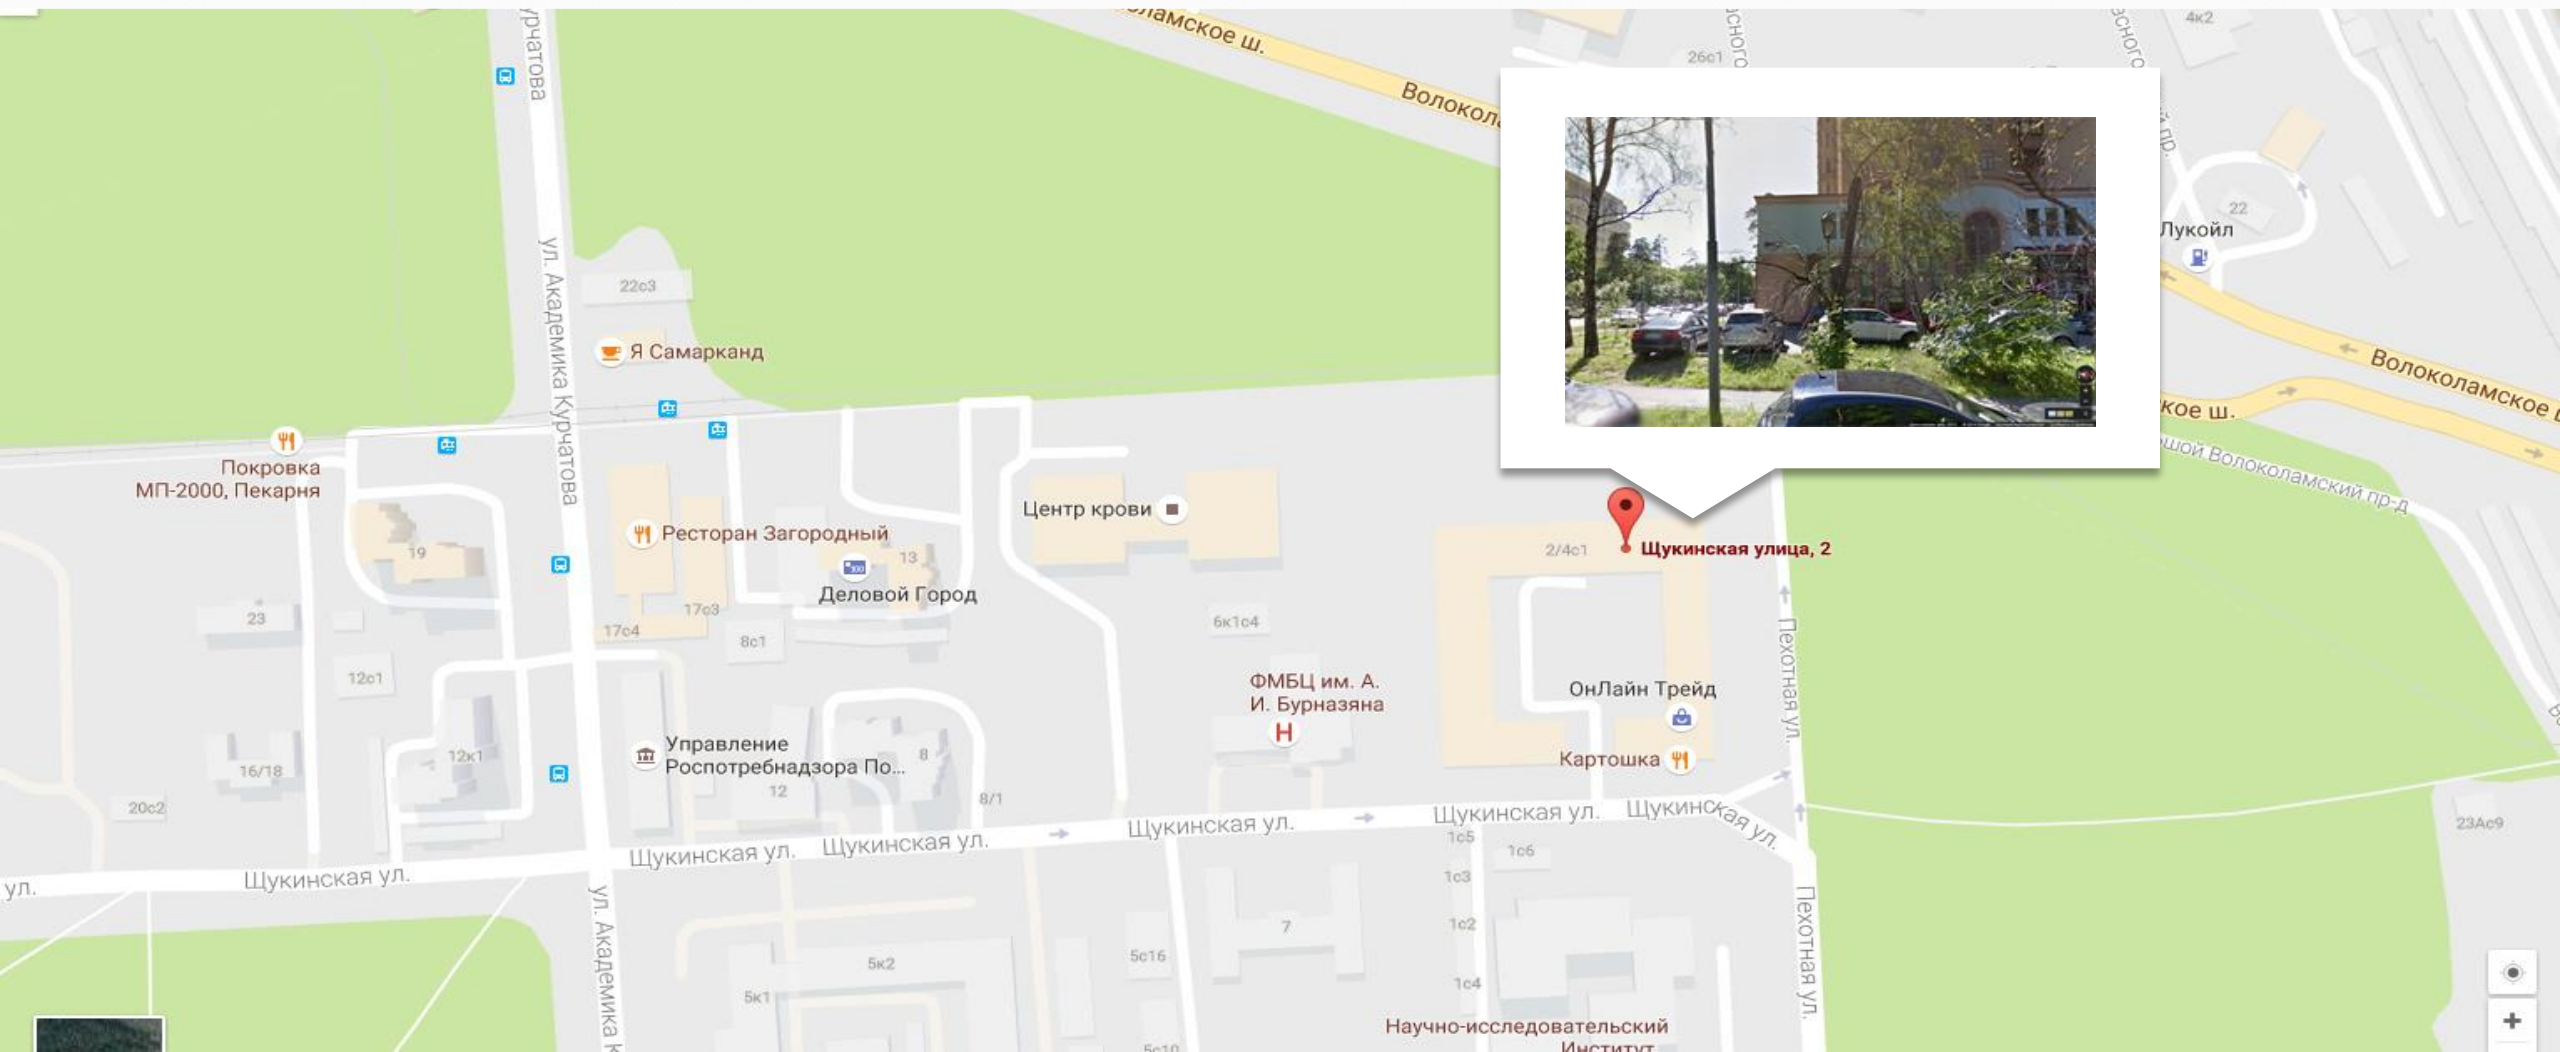 Волок
26с1
4к2
22
Лукойл
Волоколамское
кое ш.
Волоколамский пр-д
ул. Академика Курчатова
22с3
Я Самарканд
Покровка
МП-2000, Пекарня
Ресторан Загородный
19
13
Деловой Город
17с3
17с4
8с1
Центр крови
6к1с4
2/4с1
Щукинская улица, 2
ФМБЦ им. А.
И. Бурназяна
ОнЛайн Трейд
Картошка
Пехотная ул.
23
12с1
16/18
12к1
20с2
Управление
Роспотребнадзора По...
12
8
8/1
ул.
Щукинская ул.
Щукинская ул.
Щукинская ул.
Щукинская ул.
Щукинская ул.
Щукинская ул.
1с5
1с6
1с3
1с2
1с4
7
5с16
5к2
5к1
23Ас9
ул. Академика К
Пехотная ул.
Научно-исследовательский
Институт